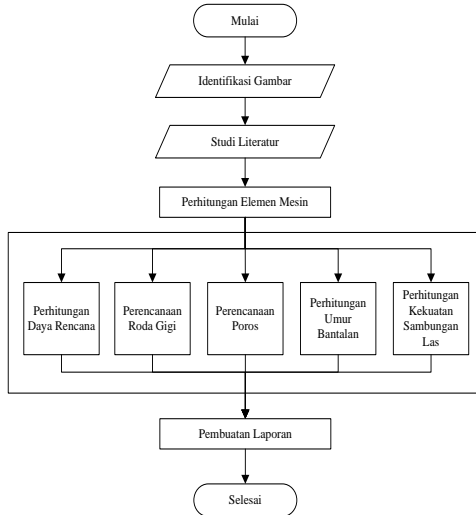 Mulai
Identifikasi Gambar
Studi Literatur
Perhitungan Elemen Mesin
Perhitungan
Daya Rencana
Perencanaan
Roda Gigi
Perencanaan
Poros
Perhitungan
Umur
Bantalan
Perhitungan
Kekuatan
Sambungan
Las
Pembuatan Laporan
Selesai